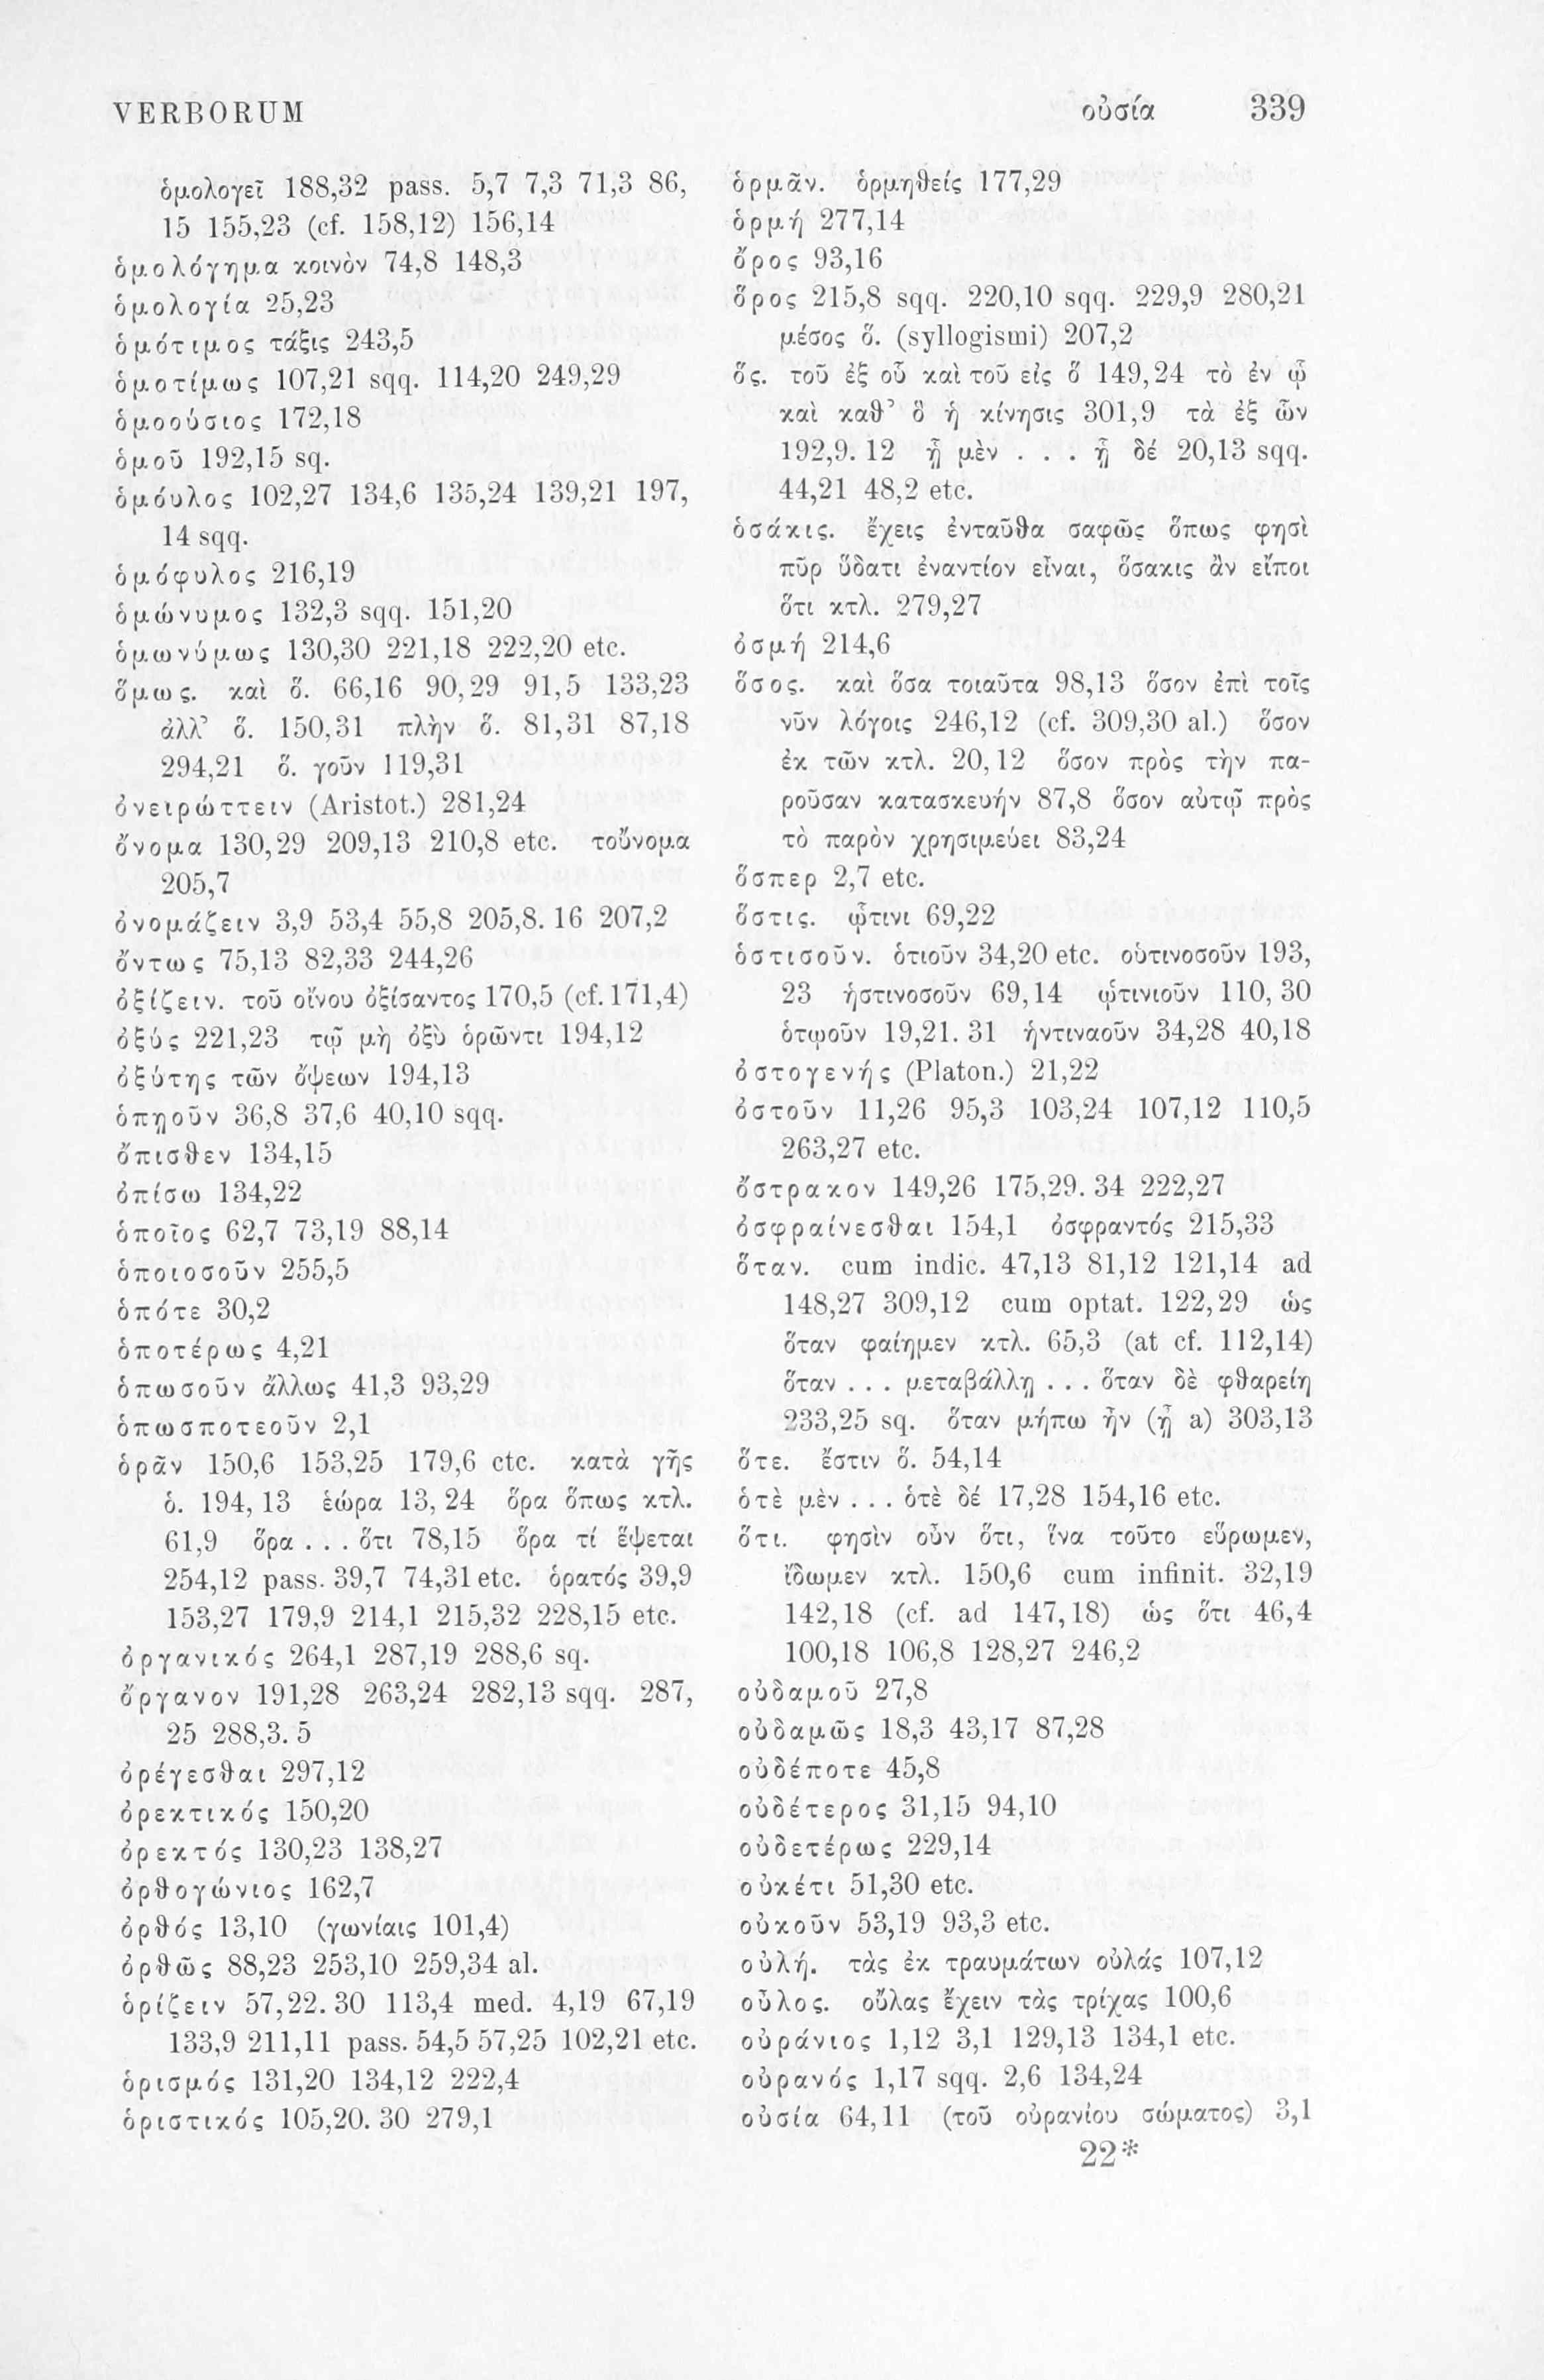 VERBORUM οὐσία 339
ὁμολογεῖ 188,32 pass. 5,7 7,3 71,3 86,
15 155,23 (cf. 158,12) 156,14
ὁμολόγημα κοινὸν 74,8 148,3
ὁμολογία 25,23
ὁμότιμος τάξις 243,5
ὁμοτίμως 107,21 sqq. 114,20 249,29
ὁμοούσιος 172,18
ὁμοῦ 192,15 sq.
ὁμόυλος 102,27 134,6 135,24 139,21 197,
14 sqq.
ὁμόφυλος 216,19
ὁμώνυμος 132,3 sqq. 151,20
ὁμωνύμως 130,30 221,18 222,20 etc.
ὅμως. καὶ ὅ. 66,16 90,29 91,5 133,23
ἀλλ’ ὅ. 150,31 πλὴν ὅ. 81,31 87,18
294,21 ὅ. γοῦν 119,31
ὀνειρώττειν (Aristot.) 281,24
ὄνομα 130,29 209,13 210,8 etc. τοὔνομα
205,7
ὀνομάζειν 3,9 53,4 55,8 205,8. 16 207,2
ὄντως 75,13 82,33 244,26
ὀξίζειν. τοῦ οἴνου ὀξίσαντος 170,5 (cf. 171,4)
ὀξύς 221,23 τῷ μὴ ὀξὺ ὁρῶντι 194,12
ὀξύτης τῶν ὄψεων 194,13
ὁπῃοῦν 36,8 37,6 40,10 sqq.
ὄπισθεν 134,15
ὀπίσω 134,22
ὁποῖος 62,7 73,19 88,14
ὁποιοσοῦν 255,5
ὁπότε 30,2
ὁποτέρως 4,21
ὁπωσοῦν ἄλλως 41,3 93,29
ὁπωσποτεοῦν 2,1
ὁρᾶν 150,6 153,25 179,6 etc. κατὰ γῆς
ὁ. 194,13 ἑώρα 13,24 ὅρα ὅπως κτλ.
61,9 ὅρα . . . ὅτι 78,15 ὅρα τί ἕψεται
254,12 pass. 39,7 74,31 etc. ὁρατός 39,9
153,27 179,9 214,1 215,32 228,15 etc.
ὀργανικός 264,1 287,19 288,6 sq.
ὄργανον 191,28 263,24 282,13 sqq. 287,
25 288,3. 5
ὀρέγεσθαι 297,12
ὀρεκτικός 150,20
ὀρεκτός 130,23 138,27
ὀρθογώνιος 162,7
ὀρθός 13,10 (γωνίαις 101,4)
ὀρθῶς 88,23 253,10 259,34 al.
ὁρίζειν 57,22. 30 113,4 med. 4,19 67,19
133,9 211,11 pass. 54,5 57,25 102,21 etc.
ὁρισμός 131,20 134,12 222,4
ὁριστικός 105,20. 30 279,1
ὁρμᾶν. ὁρμηθείς 177,29
ὁρμή 277,14
ὄρος 93,16
ὅρος 215,8 sqq. 220,10 sqq. 229,9 280,21
μέσος ὅ. (syllogismi) 207,2
ὅς. τοῦ ἐξ οὗ καὶ τοῦ εἰς ὅ 149,24 τὸ ἐν ᾧ
καὶ καθ’ ὃ ἡ κίνησις 301,9 τὰ ἐξ ὧν
192,9. 12 ᾗ μὲν . . . ᾗ δέ 20,13 sqq.
44,21 48,2 etc.
ὁσάκις. ἔχεις ἐνταῦθα σαφῶς ὅπως φησὶ
πῦρ ὕδατι ἐναντίον εἶναι, ὅσακις ἂν εἴποι
ὅτι κτλ. 279,27
ὀσμή 214,6
ὅσος. καὶ ὅσα τοιαῦτα 98,13 ὅσον ἐπὶ τοῖς
νῦν λόγοις 246,12 (cf. 309,30 al.) ὅσον
ἐκ τῶν κτλ. 20,12 ὅσον πρὸς τὴν πα-
ροῦσαν κατασκευήν 87,8 ὅσον αὐτῷ πρὸς
τὸ παρὸν χρησιμεύει 83,24
ὅσπερ 2,7 etc.
ὅστις. ᾧτινι 69,22
ὁστισοῦν. ὁτιοῦν 34,20 etc. οὑτινοσοῦν 193,
23 ἡστινοσοῦν 69,14 ᾡτινιοῦν 110,30
ὁτῳοῦν 19,21. 31 ἡντιναοῦν 34,28 40,18
ὀστογενής (Platon.) 21,22
ὀστοῦν 11,26 95,3 103,24 107,12 110,5
263,27 etc.
ὄστρακον 149,26 175,29. 34 222,27
ὀσφραίνεσθαι 154,1 ὀσφραντός 215,33
ὅταν. cum indic. 47,13 81,12 121,14 ad
148,27 309,12 cum optat. 122,29 ὡς
ὅταν φαίημεν κτλ. 65,3 (at cf. 112,14)
ὅταν . . . μεταβάλλῃ . . . ὅταν δὲ φθαρείη
233,25 sq. ὅταν μήπω ἦν (ᾖ a) 303,13
ὅτε. ἔστιν ὅ. 54,14
ὁτὲ μὲν . . . ὁτὲ δέ 17,28 154,16 etc.
ὅτι. φησὶν οὖν ὅτι, ἵνα τοῦτο εὕρωμεν,
ἴδωμεν κτλ. 150,6 cum infinit. 32,19
142,18 (cf. ad 147,18) ὡς ὅτι 46,4
100,18 106,8 128,27 246,2
οὐδαμοῦ 27,8
οὐδαμῶς 18,3 43,17 87,28
οὐδέποτε 45,8
οὐδέτερος 31,15 94,10
οὐδετέρως 229,14
οὐκέτι 51,30 etc.
οὐκοῦν 53,19 93,3 etc.
οὐλή. τὰς ἐκ τραυμάτων οὐλάς 107,12
οὖλος. οὔλας ἔχειν τὰς τρίχας 100,6
οὐράνιος 1,12 3,1 129,13 134,1 etc.
οὐρανός 1,17 sqq. 2,6 134,24
οὐσία 64,11 (τοῦ οὐρανίου σώματος) 3,1
22*